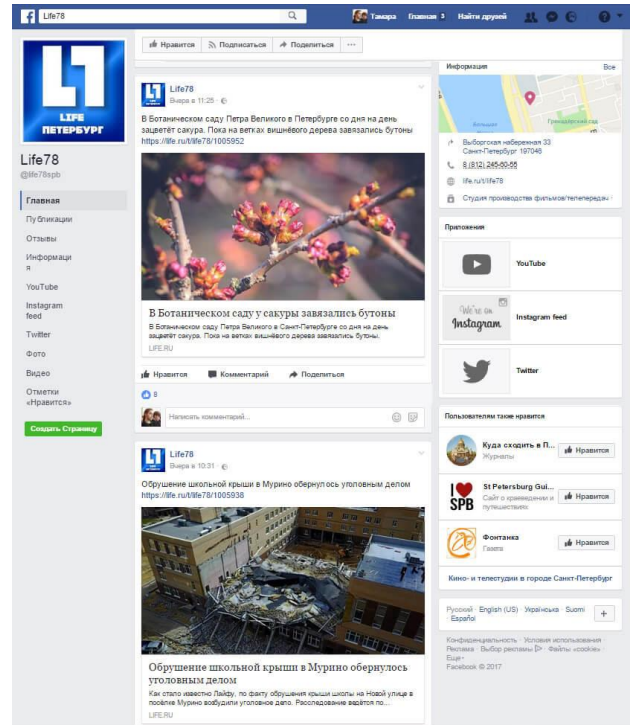 Life78
Тамара
Главная 3
Найти друзей
Нравится
Подписаться
Поделиться
LIFE
ПЕТЕРБУРГ
Life78
@life78spb
Главная
Публикации
Отзывы
Информаци
я
YouTube
Instagram
feed
Twitter
Фото
Видео
Отметки
«Нравится»
Создать Страницу
Life78
Вчера в 11:25
В Ботаническом саду Петра Великого в Петербурге со дня на день
зацветёт сакура. Пока на ветках вишнёвого дерева завязались бутоны
https://life.ru/t/life78/1005952
В Ботаническом саду у сакуры завязались бутоны
В Ботаническом саду Петра Великого в Санкт-Петербурге со дня на день
зацветёт сакура. Пока на ветках вишнёвого дерева завязались бутоны.
LIFE.RU
Нравится
Комментарий
Поделиться
8
Написать комментарий...
Life78
Вчера в 10:31
Обрушение школьной крыши в Мурино обернулось уголовным делом
https://life.ru/t/life78/1005938
Обрушение школьной крыши в Мурино обернулось
уголовным делом
Как стало известно Лайфу, по факту обрушения крыши школы на Новой улице в
посёлке Мурино возбудили уголовное дело. Расследование ведётся по...
LIFE.RU
Информация
Все
Выборгская набережная 33
Санкт-Петербург 197046
8 (812) 245-60-55
life.ru/t/life78
Студия производства фильмов/телепередач
Приложения
YouTube
We're on
Instagram
Instagram feed
Twitter
Пользователям также нравится
Куда сходить в П...
Журналы
Нравится
I
SPB
St Petersburg Gui...
Сайт о краеведении и
путешествиях
Нравится
Фонтанка
Газета
Нравится
Кино- и телестудии в городе Санкт-Петербург
Русский · English (US) · Українська · Suomi
· Español
Конфиденциальность · Условия использования ·
Реклама · Выбор рекламы · Файлы «cookie» ·
Еще
Facebook © 2017